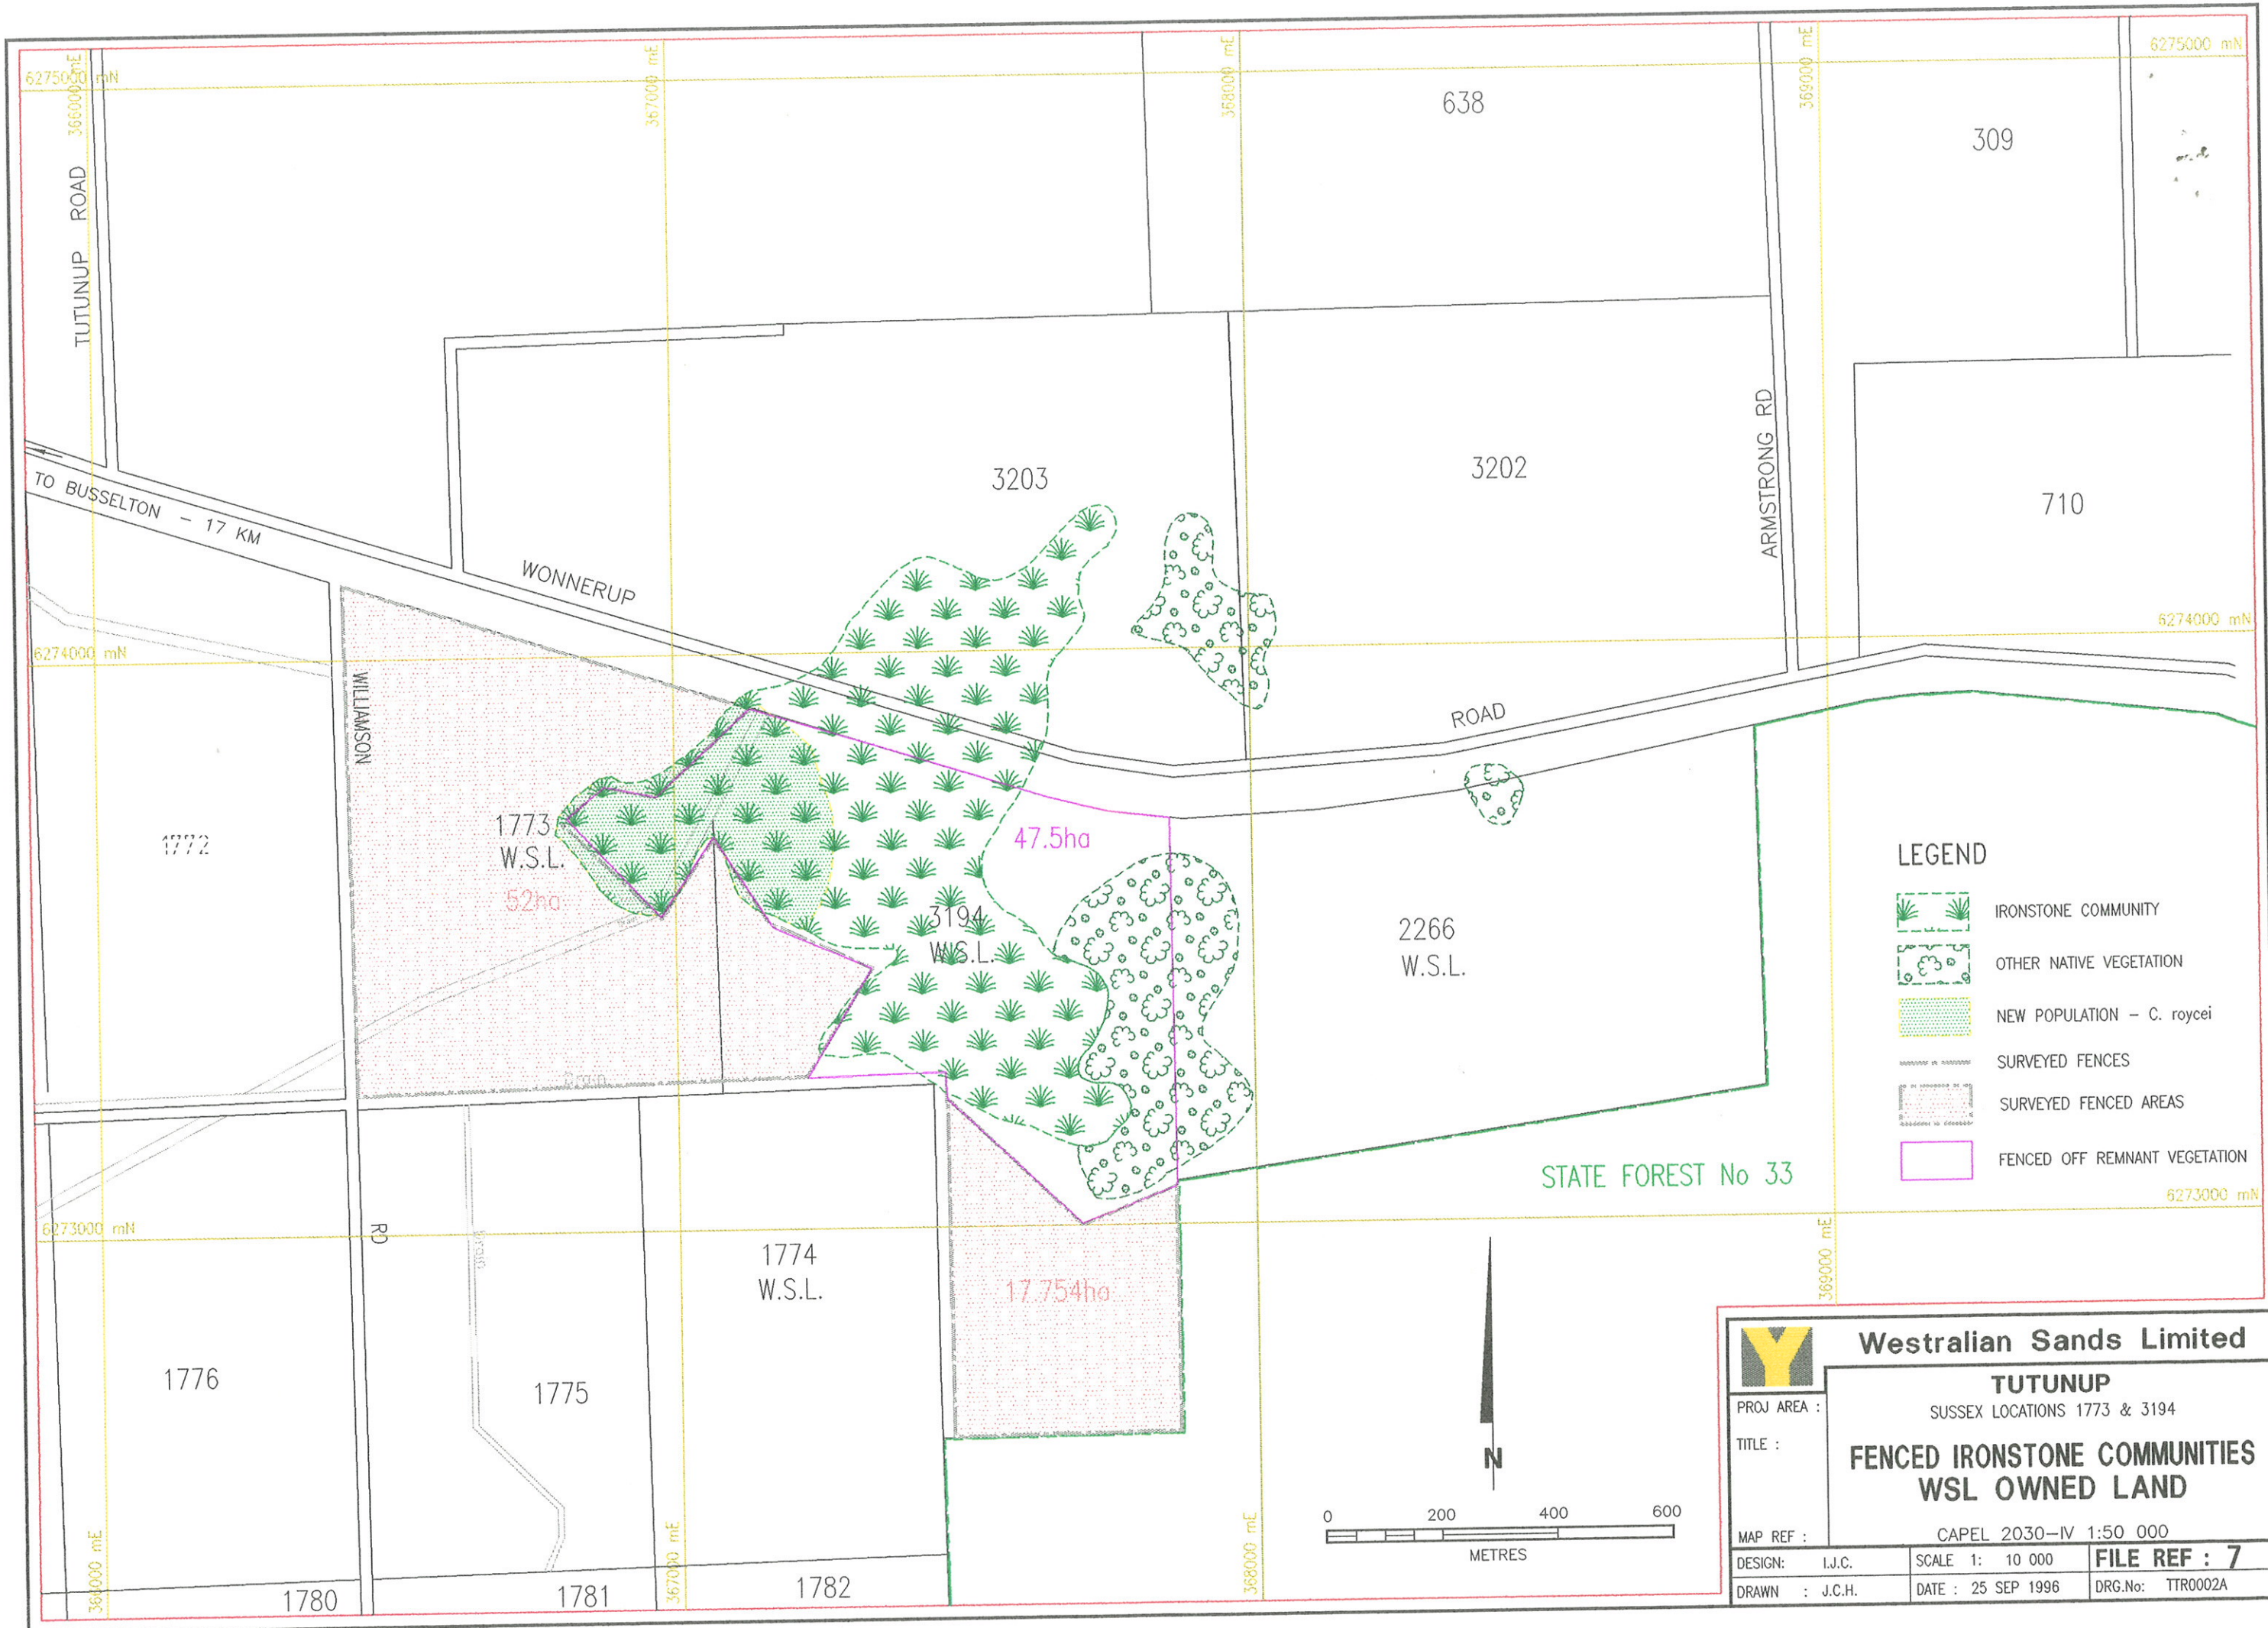 6275000 mN
366000 mE
367000 mE
368000 mE
369000 mE
6275000 mN
TUTUNUP ROAD
638
309
3203
3202
ARMSTRONG RD
710
TO BUSSELTON - 17 KM
WONNERUP
ROAD
6274000 mN
6274000 mN
WILLIAMSON
1772
1773
W.S.L.
52ha
47.5ha
3194
W.S.L.
2266
W.S.L.
Drain
LEGEND
IRONSTONE COMMUNITY
OTHER NATIVE VEGETATION
NEW POPULATION - C. roycei
SURVEYED FENCES
SURVEYED FENCED AREAS
FENCED OFF REMNANT VEGETATION
STATE FOREST No 33
6273000 mN
6273000 mN
RD
Drain
1774
W.S.L.
17.754ha
1776
1775
1780
1781
1782
366000 mE
367000 mE
368000 mE
369000 mE
N
0 200 400 600
METRES
Westralian Sands Limited
PROJ AREA :
TUTUNUP
SUSSEX LOCATIONS 1773 & 3194
TITLE :
FENCED IRONSTONE COMMUNITIES
WSL OWNED LAND
MAP REF :
CAPEL 2030-IV 1:50 000
DESIGN: I.J.C.
SCALE 1: 10 000
FILE REF : 7
DRAWN : J.C.H.
DATE : 25 SEP 1996
DRG.No: TTR0002A